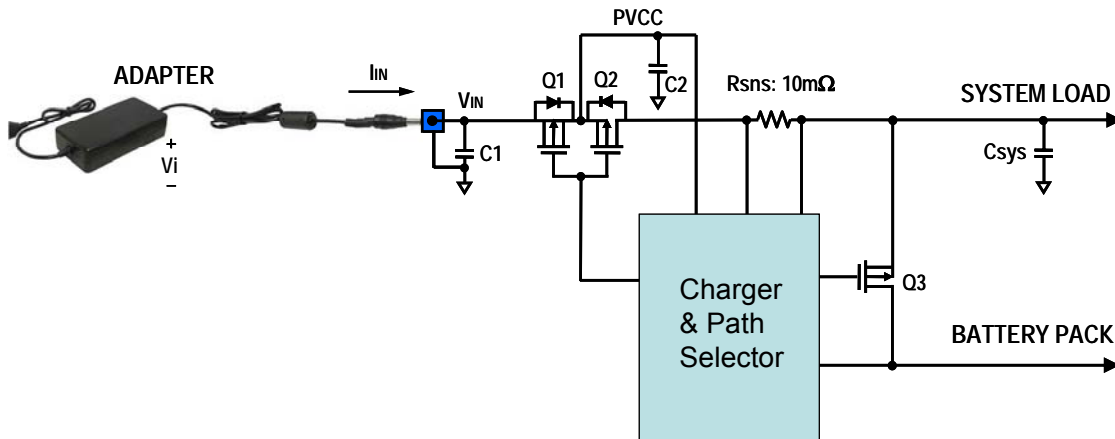 PVCC
ADAPTER
IIN
VIN
Q1
Q2
C2
Rsns: 10mΩ
SYSTEM LOAD
+
Vi
–
C1
Csys
Charger
& Path
Selector
Q3
BATTERY PACK